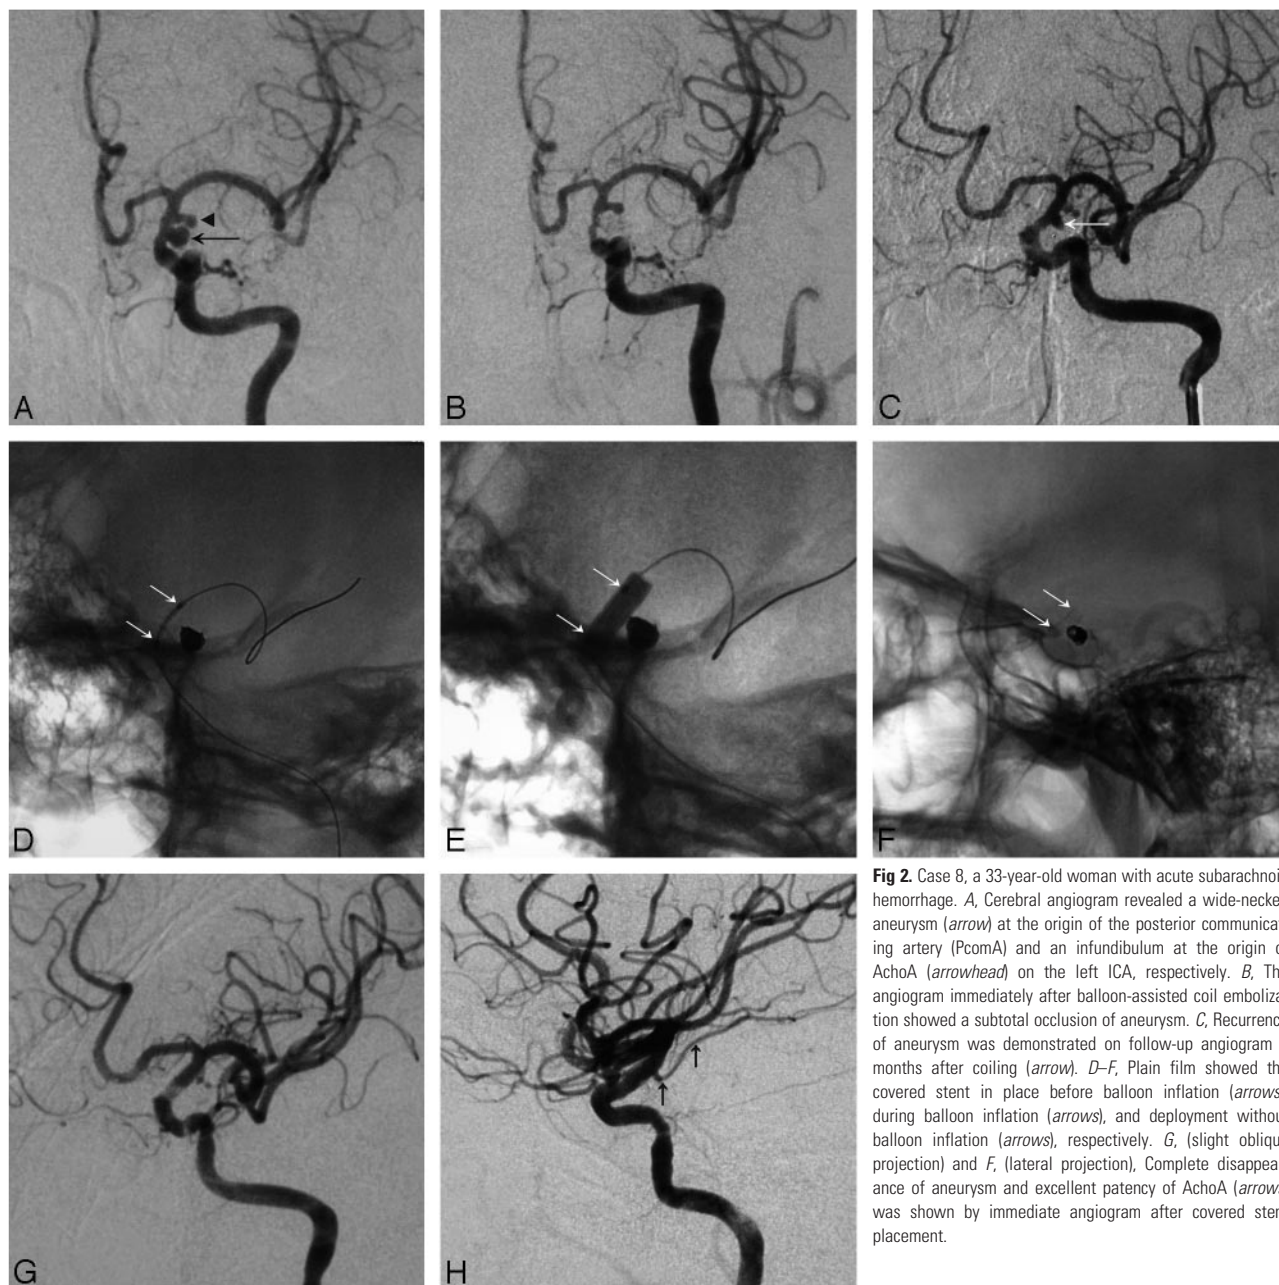 A
B
C
D
E
F
Fig 2. Case 8, a 33-year-old woman with acute subarachnoi
hemorrhage. A, Cerebral angiogram revealed a wide-necke
aneurysm (arrow) at the origin of the posterior communicat
ing artery (PcomA) and an infundibulum at the origin o
AchoA (arrowhead) on the left ICA, respectively. B, Th
angiogram immediately after balloon-assisted coil emboliza
tion showed a subtotal occlusion of aneurysm. C, Recurrenc
of aneurysm was demonstrated on follow-up angiogram
months after coiling (arrow). D–F, Plain film showed th
covered stent in place before balloon inflation (arrows
during balloon inflation (arrows), and deployment withou
balloon inflation (arrows), respectively. G, (slight obliqu
projection) and F, (lateral projection), Complete disappea
ance of aneurysm and excellent patency of AchoA (arrow
was shown by immediate angiogram after covered sten
placement.
G
H